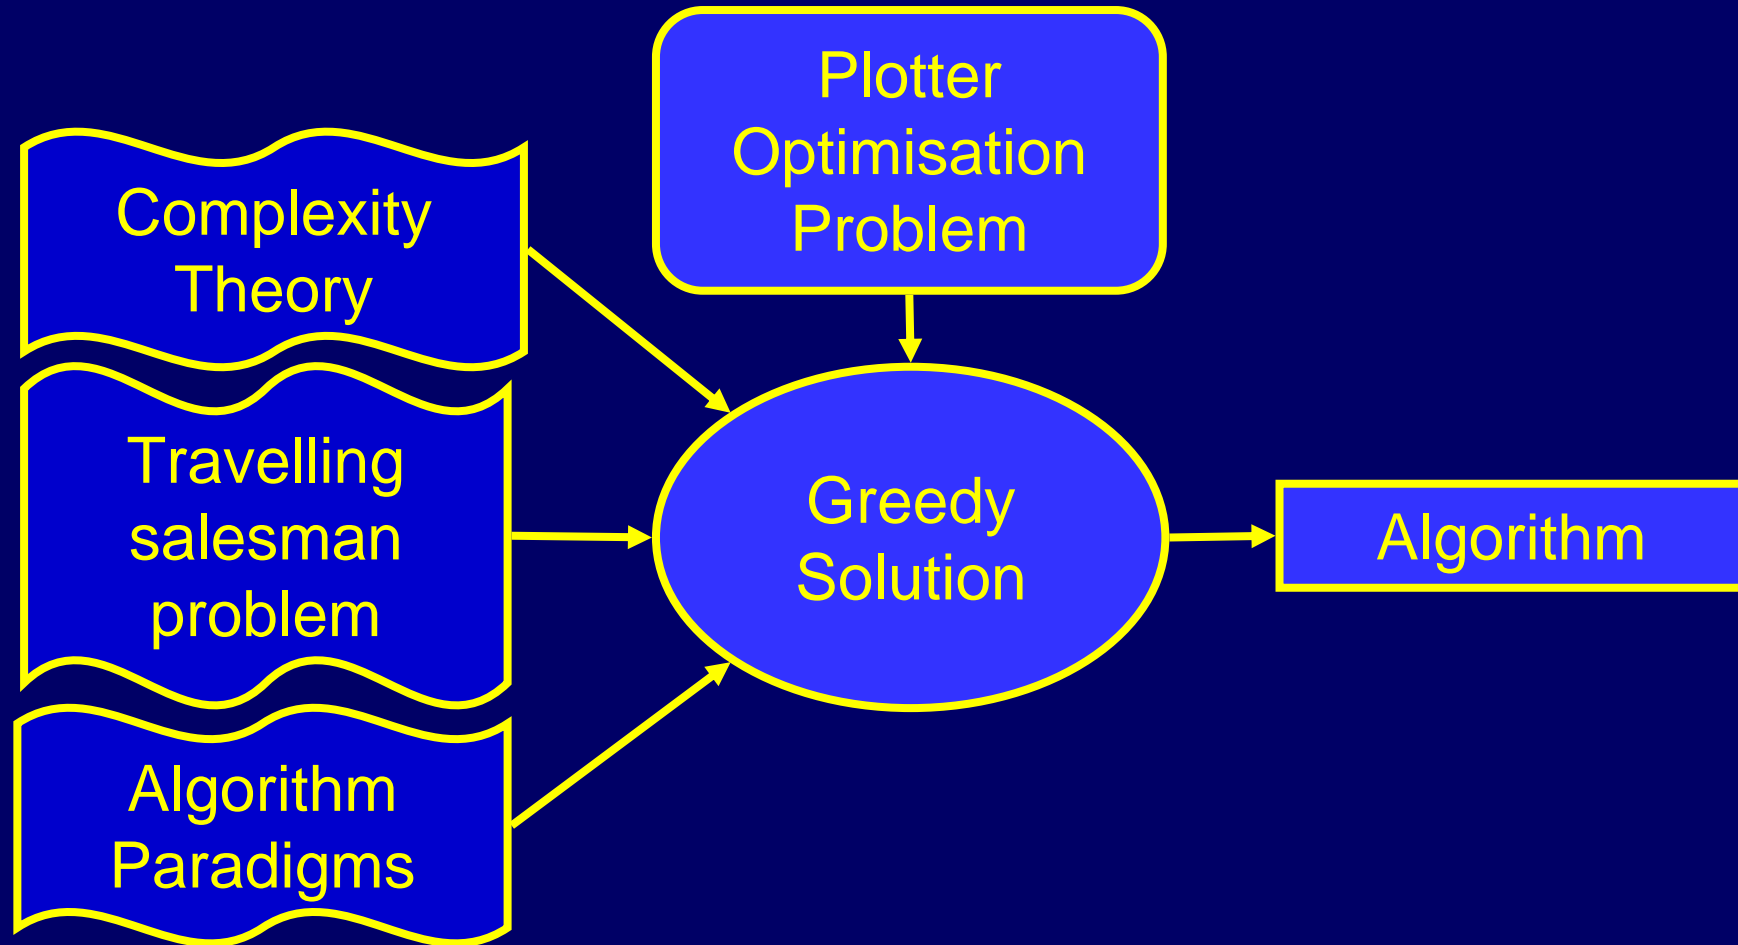 Plotter
Optimisation
Problem
Complexity
Theory
Travelling
salesman
problem
Algorithm
Paradigms
Greedy
Solution
Algorithm